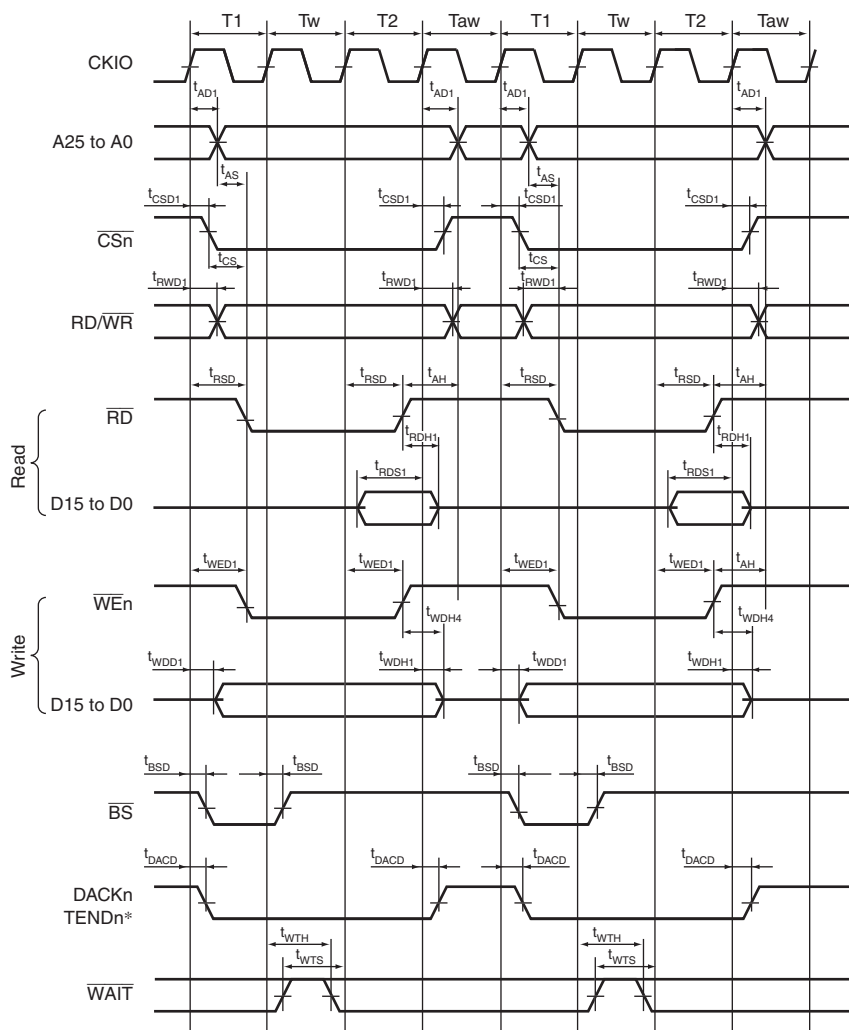 T1 Tw T2 Taw T1 Tw T2 Taw
CKIO
tAD1 tAD1 tAD1 tAD1
A25 to A0
tAS tAS
tCSD1 tCSD1 tCSD1 tCSD1
CSn
tCS tCS
tRWD1 tRWD1 tRWD1 tRWD1
RD/WR
tRSD tRSD tAH tRSD tRSD tAH
RD
tRDH1 tRDH1
Read
tRDS1 tRDS1
D15 to D0
tWED1 tWED1 tAH tWED1 tWED1 tAH
WEn
tWDH4 tWDH4
Write
tWDD1 tWDH1 tWDD1 tWDH1
D15 to D0
tBSD tBSD tBSD tBSD
BS
tDACD tDACD tDACD tDACD
DACKn
TENDn*
tWTH tWTH
tWTS tWTS
WAIT